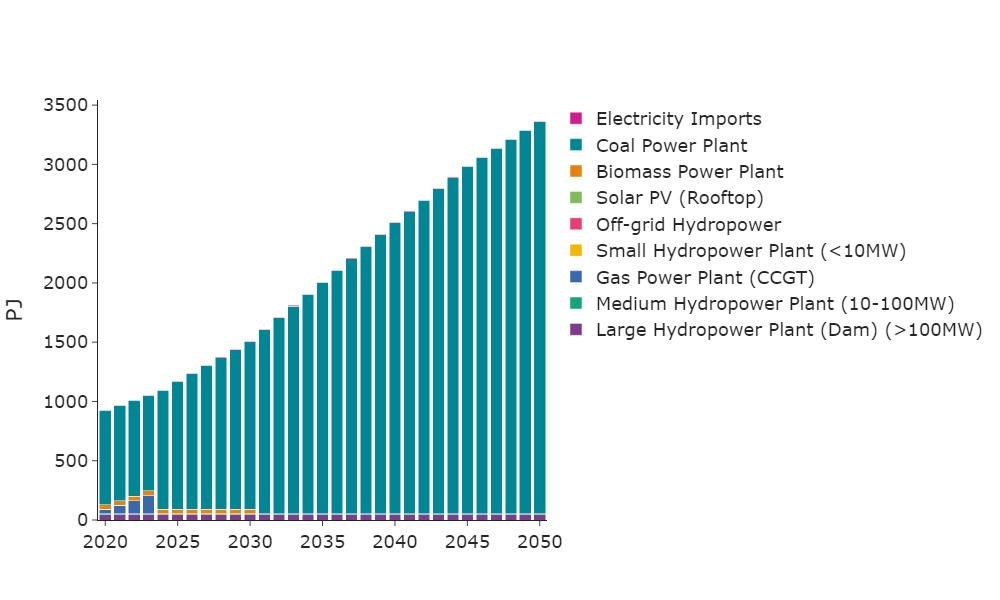 3500
3000
2500
2000
1500
1000
500
0
PJ
2020 2025 2030 2035 2040 2045 2050
Electricity Imports
Coal Power Plant
Biomass Power Plant
Solar PV (Rooftop)
Off-grid Hydropower
Small Hydropower Plant (<10MW)
Gas Power Plant (CCGT)
Medium Hydropower Plant (10-100MW)
Large Hydropower Plant (Dam) (>100MW)